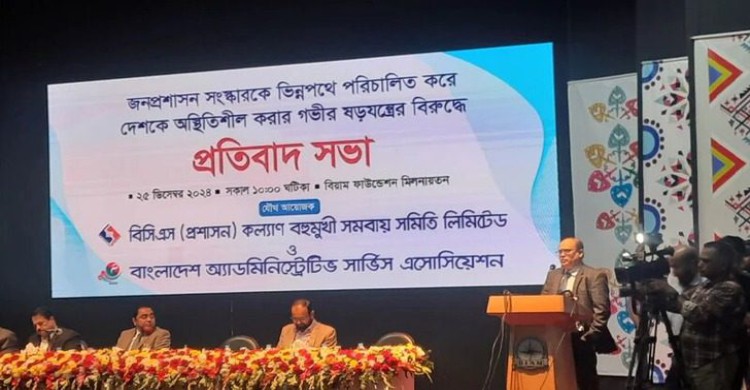 জনপ্রশাসন সংস্কারকে ভিন্নপথে পরিচালিত করে
দেশকে অস্থিতিশীল করার গভীর ষড়যন্ত্রের বিরুদ্ধে
প্রতিবাদ সভা
• ২৫ ডিসেম্বর ২০২৪ • সকাল ১০:০০ ঘটিকা • বিয়াম ফাউন্ডেশন মিলনায়তন
যৌথ আয়োজক
বিসিএস (প্রশাসন) কল্যাণ বহুমুখী সমবায় সমিতি লিমিটেড
ও
বাংলাদেশ অ্যাডমিনিস্ট্রেটিভ সার্ভিস এসোসিয়েশন